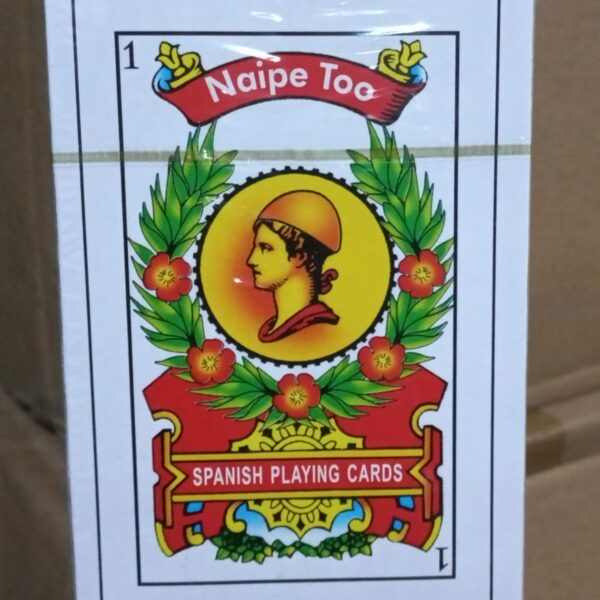 1
Naipe Too
SPANISH PLAYING CARDS
1